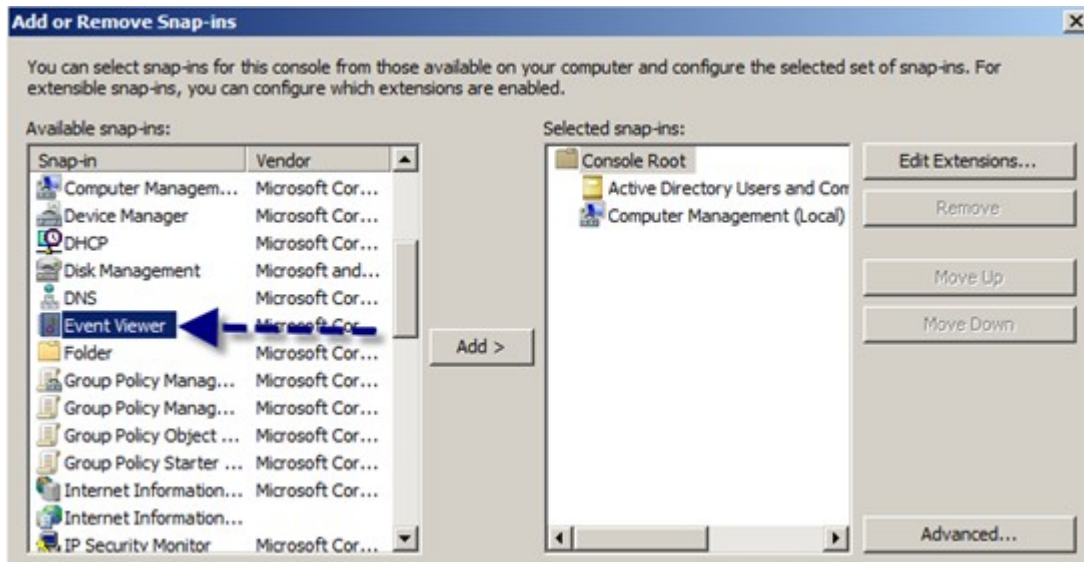 Add or Remove Snap-ins
You can select snap-ins for this console from those available on your computer and configure the selected set of snap-ins. For
extensible snap-ins, you can configure which extensions are enabled.
Available snap-ins:
Snap-in Vendor
Computer Managem... Microsoft Cor...
Device Manager Microsoft Cor...
DHCP Microsoft Cor...
Disk Management Microsoft and...
DNS Microsoft Cor...
Event Viewer Microsoft Cor...
Folder Microsoft Cor...
Group Policy Manag... Microsoft Cor...
Group Policy Manag... Microsoft Cor...
Group Policy Object ... Microsoft Cor...
Group Policy Starter ... Microsoft Cor...
Internet Information... Microsoft Cor...
Internet Information...
IP Security Monitor Microsoft Cor...
Add >
Selected snap-ins:
Console Root
Active Directory Users and Com
Computer Management (Local)
Edit Extensions...
Remove
Move Up
Move Down
Advanced...